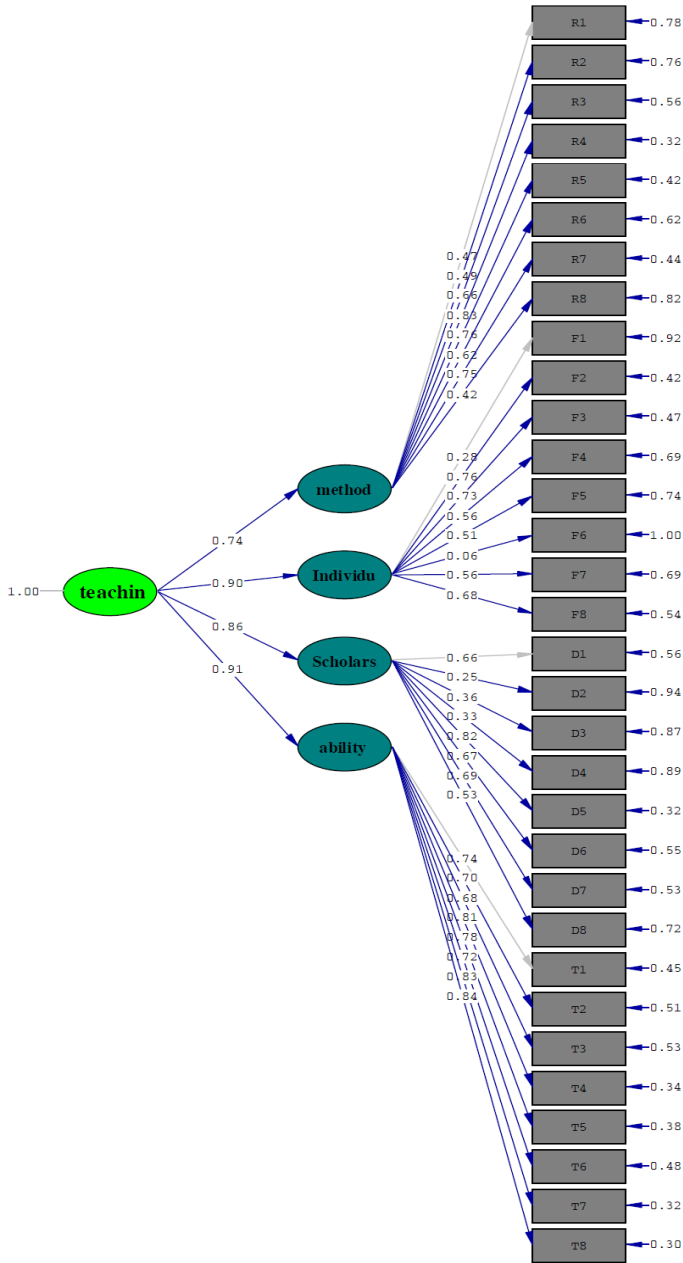 R1 0.78
R2 0.76
R3 0.56
R4 0.32
R5 0.42
R6 0.62
R7 0.44
R8 0.82
F1 0.92
F2 0.42
F3 0.47
F4 0.69
F5 0.74
F6 1.00
F7 0.69
F8 0.54
D1 0.56
D2 0.94
D3 0.87
D4 0.89
D5 0.32
D6 0.55
D7 0.53
D8 0.72
T1 0.45
T2 0.51
T3 0.53
T4 0.34
T5 0.38
T6 0.48
T7 0.32
T8 0.30
0.47
0.49
0.66
0.83
0.76
0.62
0.75
0.42
0.28
0.76
0.73
0.56
0.51
0.06
0.56
0.68
0.66
0.25
0.36
0.33
0.82
0.67
0.69
0.53
0.74
0.70
0.68
0.81
0.78
0.72
0.83
0.84
method
Individu
Scholars
ability
0.74
0.90
0.86
0.91
1.00
teachin